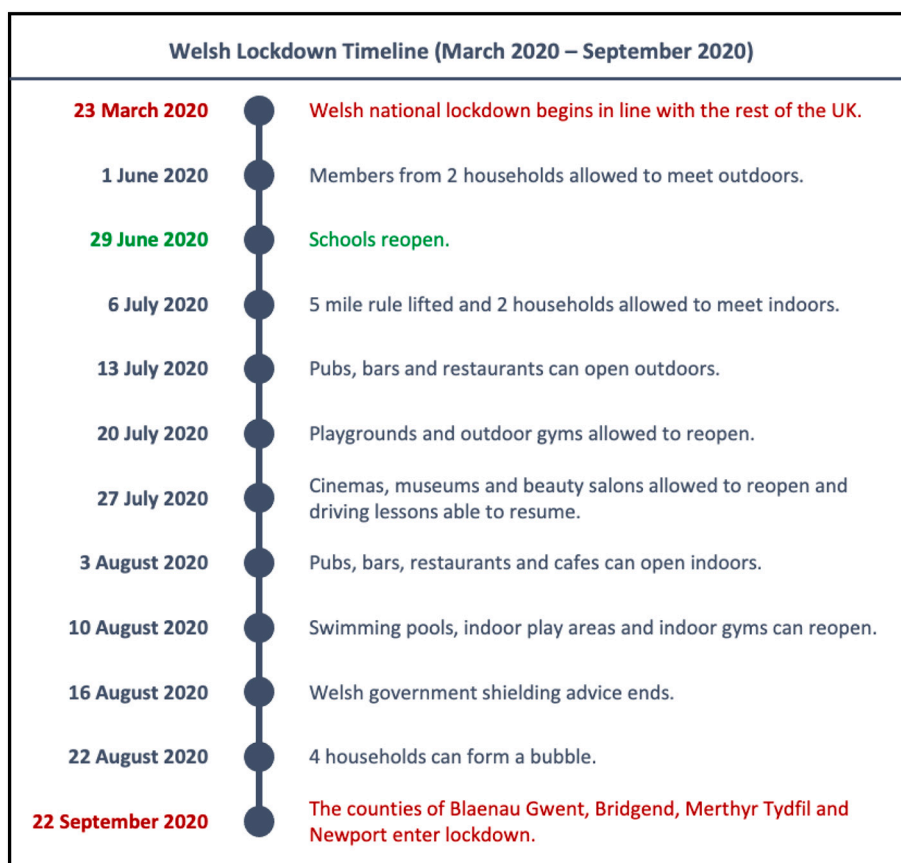 Welsh Lockdown Timeline (March 2020 – September 2020)
23 March 2020 Welsh national lockdown begins in line with the rest of the UK.
1 June 2020 Members from 2 households allowed to meet outdoors.
29 June 2020 Schools reopen.
6 July 2020 5 mile rule lifted and 2 households allowed to meet indoors.
13 July 2020 Pubs, bars and restaurants can open outdoors.
20 July 2020 Playgrounds and outdoor gyms allowed to reopen.
27 July 2020 Cinemas, museums and beauty salons allowed to reopen and
driving lessons able to resume.
3 August 2020 Pubs, bars, restaurants and cafes can open indoors.
10 August 2020 Swimming pools, indoor play areas and indoor gyms can reopen.
16 August 2020 Welsh government shielding advice ends.
22 August 2020 4 households can form a bubble.
22 September 2020 The counties of Blaenau Gwent, Bridgend, Merthyr Tydfil and
Newport enter lockdown.